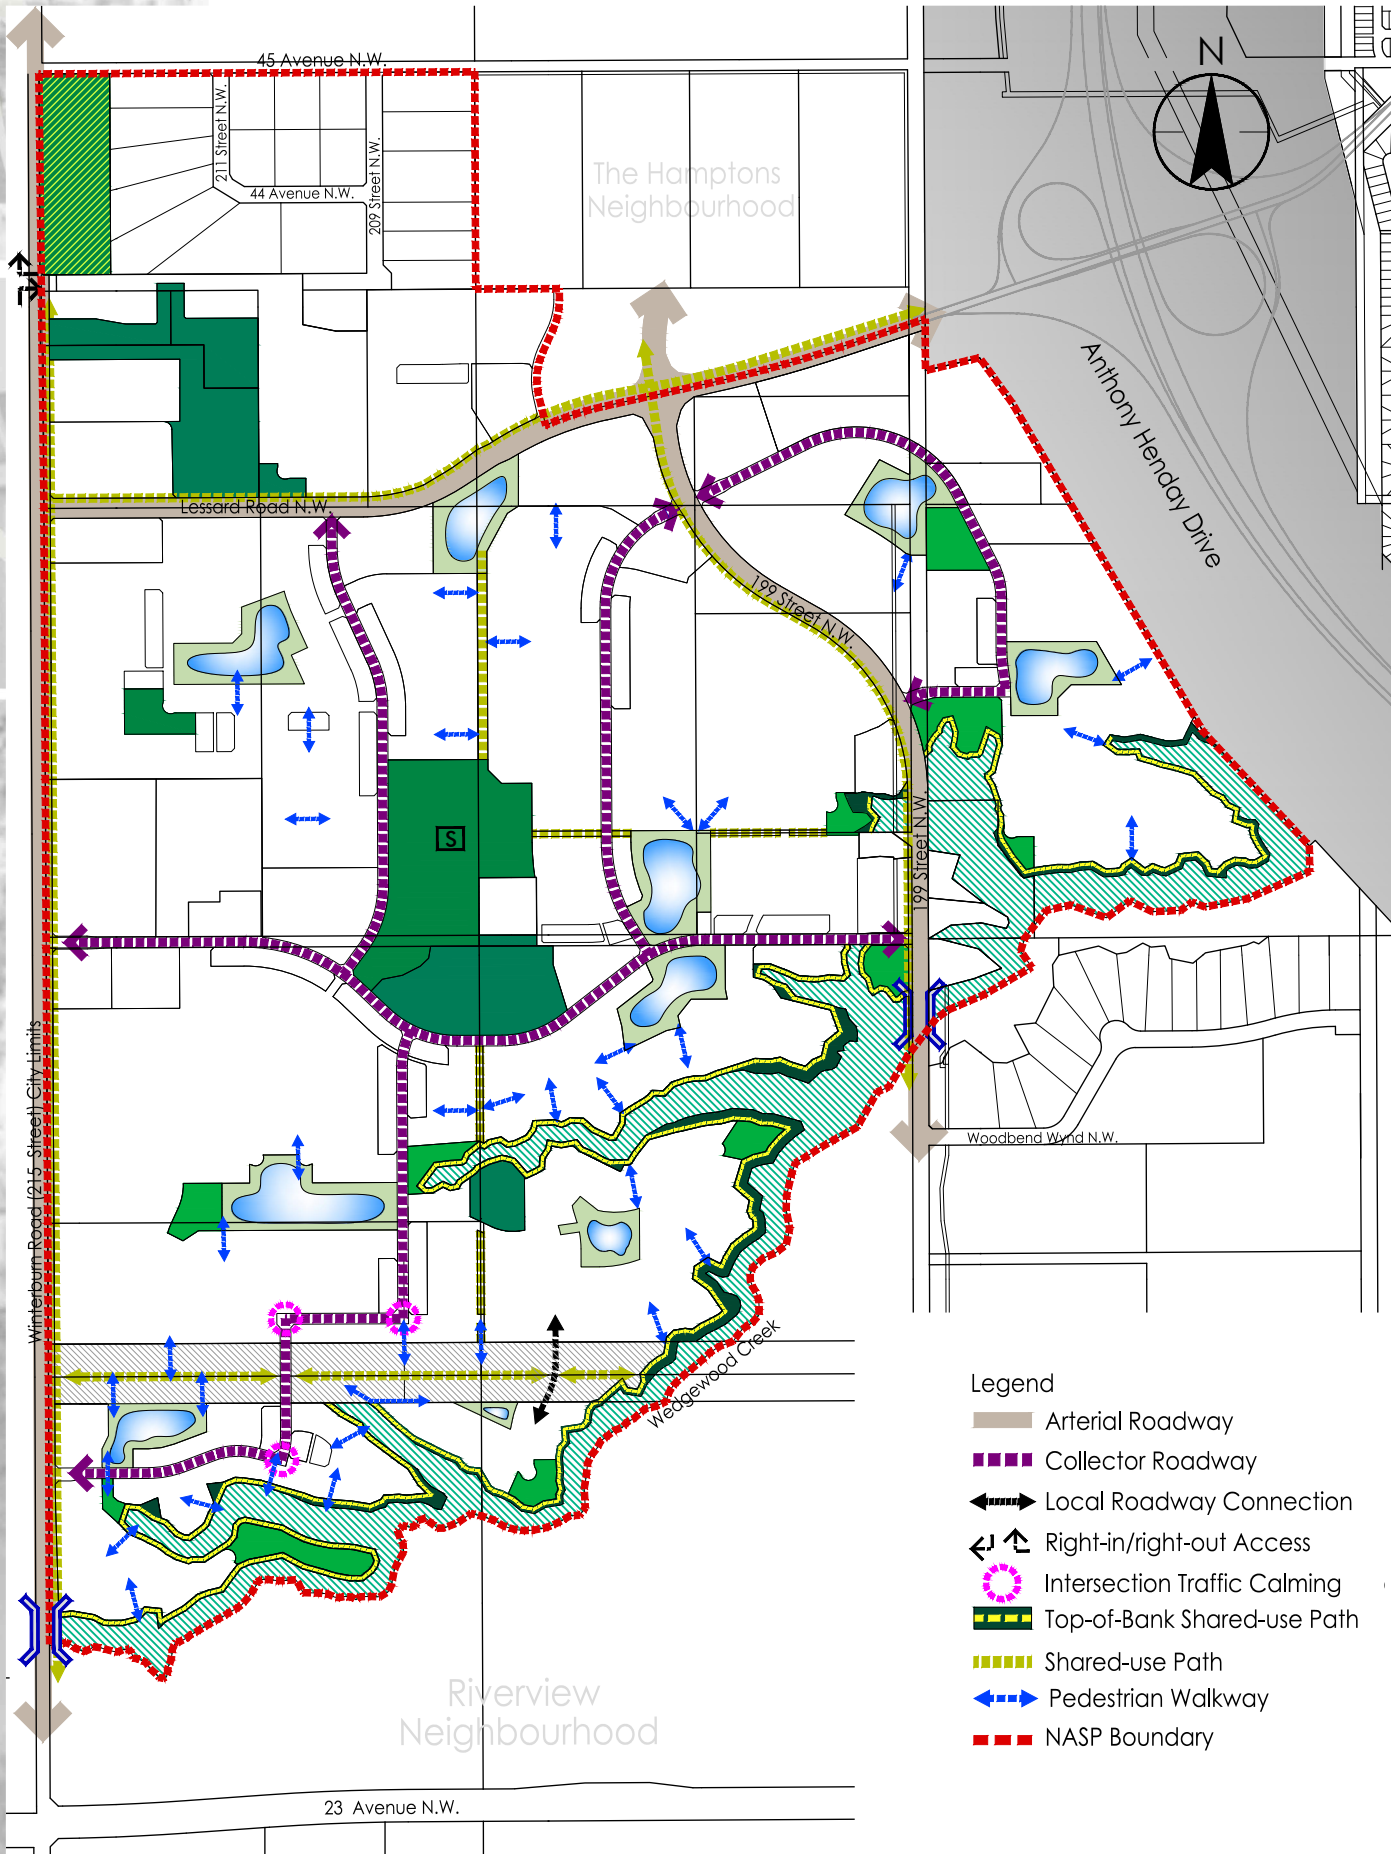 45 Avenue N.W.
N
211 Street N.W.
209 Street N.W.
44 Avenue N.W.
The Hamptons
Neighbourhood
Anthony Henday Drive
Lessard Road N.W.
199 Street N.W.
S
199 Street N.W.
Winterburn Road (215 Street) City Limits
Woodbend Wynd N.W.
Wedgewood Creek
Legend
Arterial Roadway
Collector Roadway
Local Roadway Connection
Right-in/right-out Access
Intersection Traffic Calming
Top-of-Bank Shared-use Path
Shared-use Path
Pedestrian Walkway
NASP Boundary
Riverview
Neighbourhood
23 Avenue N.W.